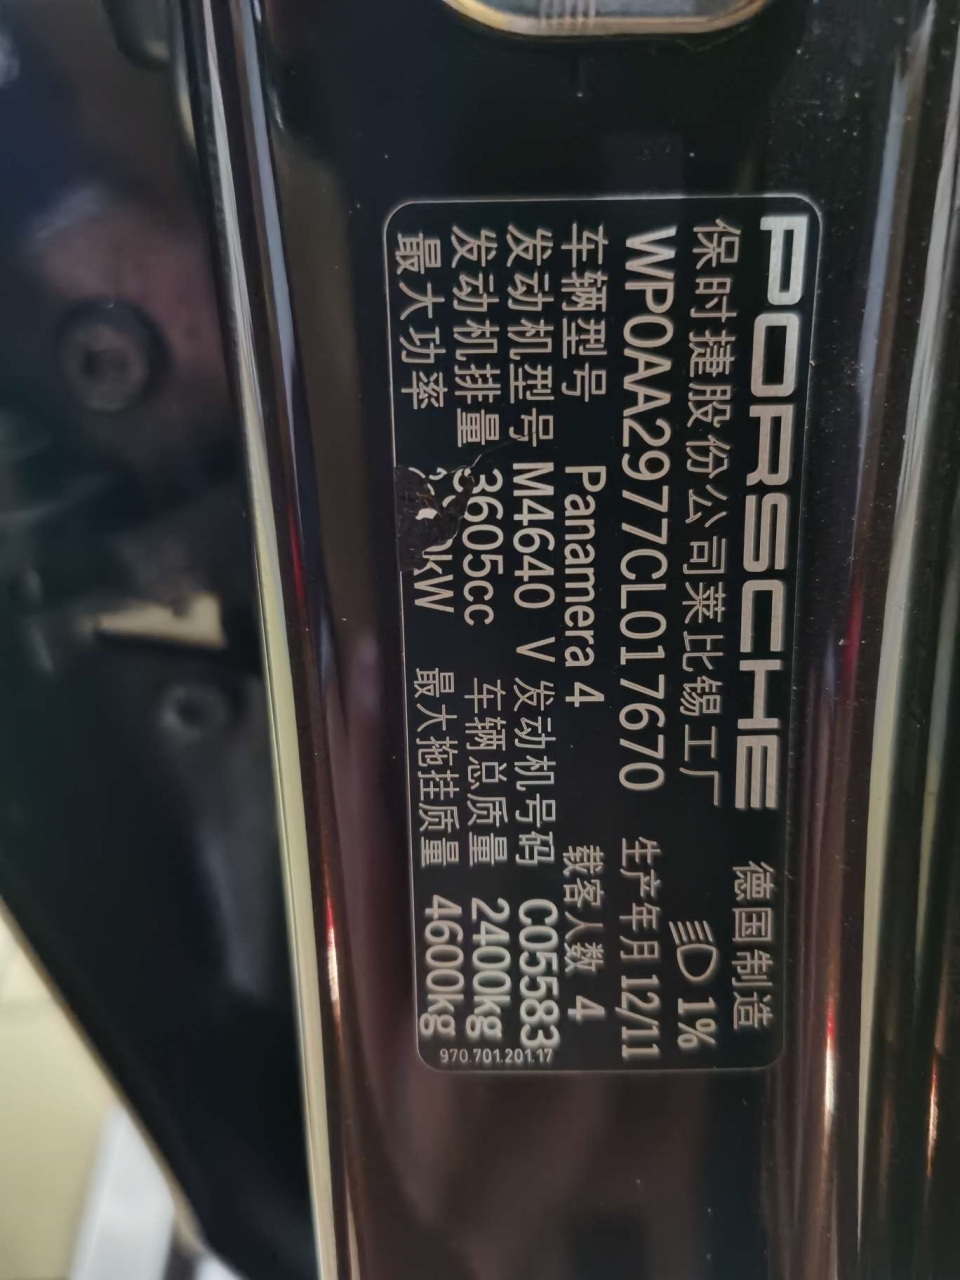 PORSCHE 德国制造
保时捷股份公司莱比锡工厂 1%
WP0AA2977CL017670 生产年月 12/11
车辆型号 Panamera 4 载客人数 4
发动机型号 M4640 V 发动机号码 C05583
发动机排量 3605cc 车辆总质量 2400kg
最大功率 kW 最大拖挂质量 4600kg
970.701.201.17